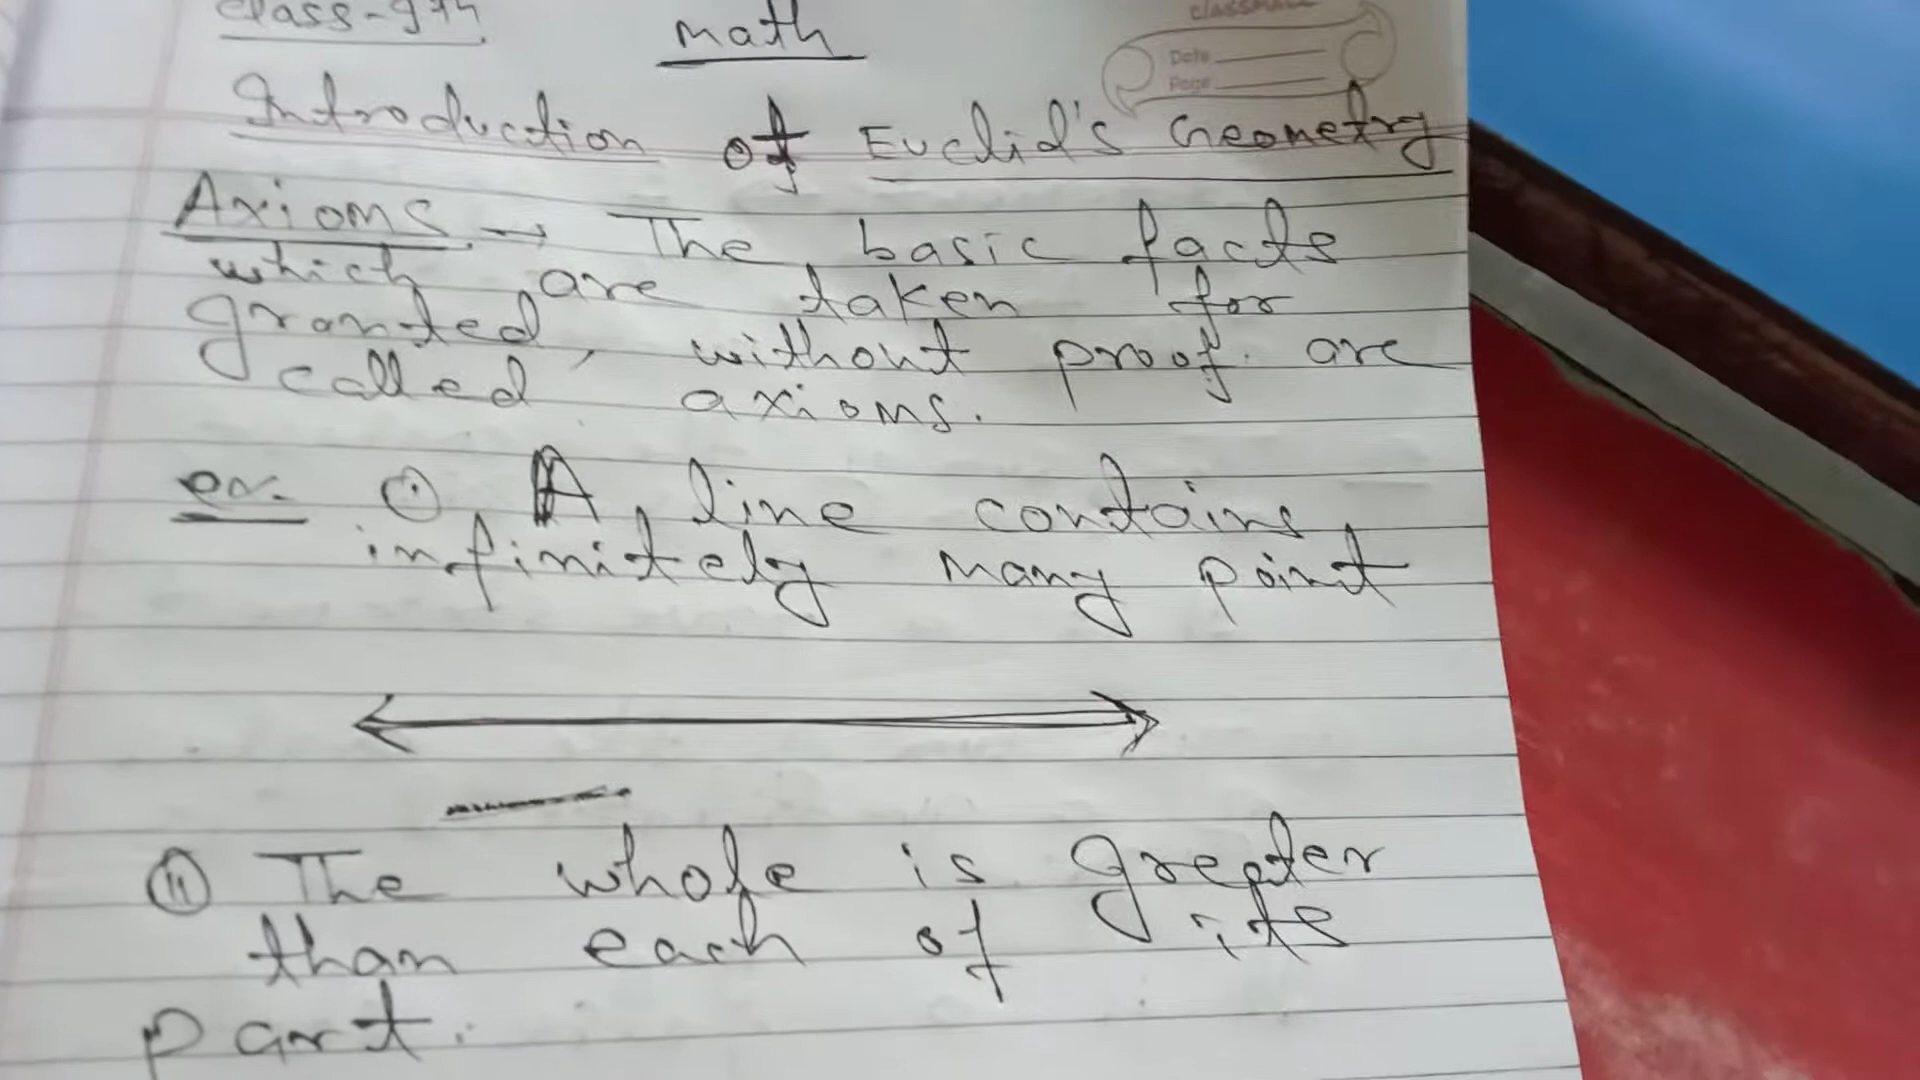 class-9th
Math
CLASSMATE
Date
Page
Introduction of Euclid's Geometry
Axioms → The basic facts
which are taken for
granted, without proof. are
called axioms.
ex. (i) A line contains
infinitely many point
(ii) The whole is greater
than each of its
part.